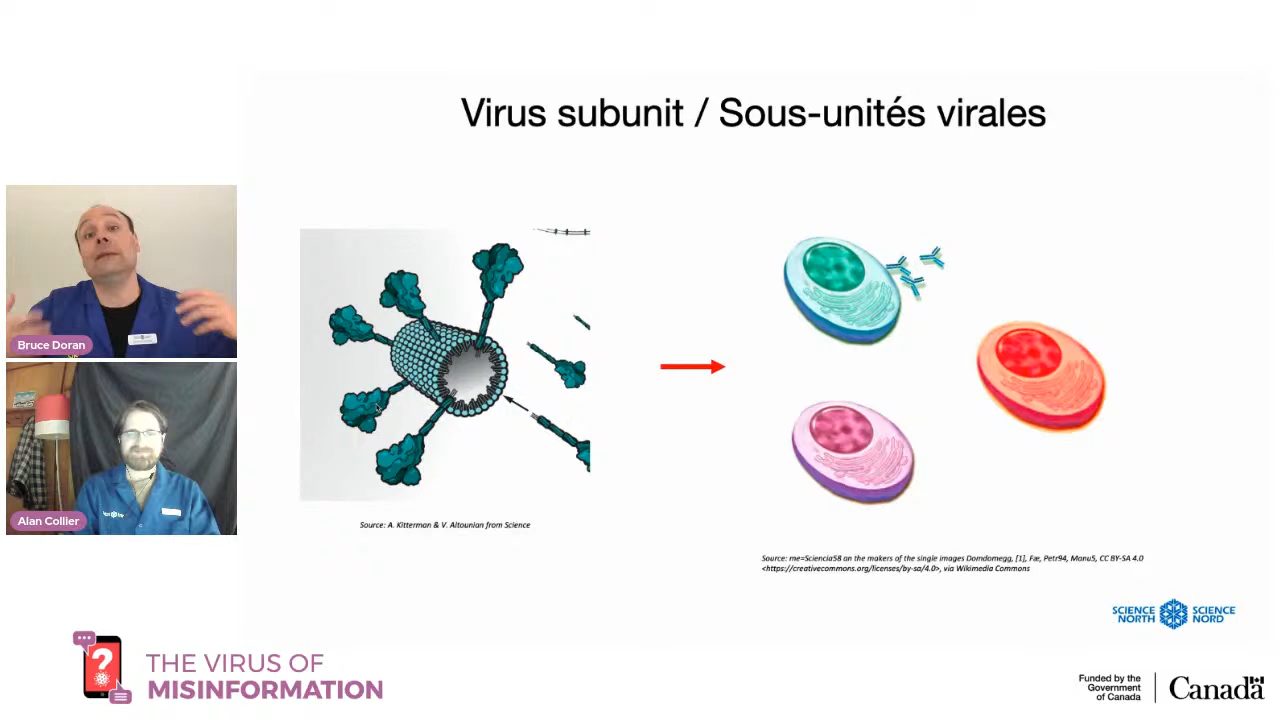 Virus subunit / Sous-unités virales
Bruce Doran
Alan Collier
Source: A. Kitterman & V. Altounian from Science
Source: me=Sciencia58 on the makers of the single images Domdomegg, [1], Fæ, Petr94, Manu5, CC BY-SA 4.0
<https://creativecommons.org/licenses/by-sa/4.0>, via Wikimedia Commons
SCIENCE NORTH
SCIENCE NORD
?
THE VIRUS OF
MISINFORMATION
Funded by the
Government
of Canada
Canada